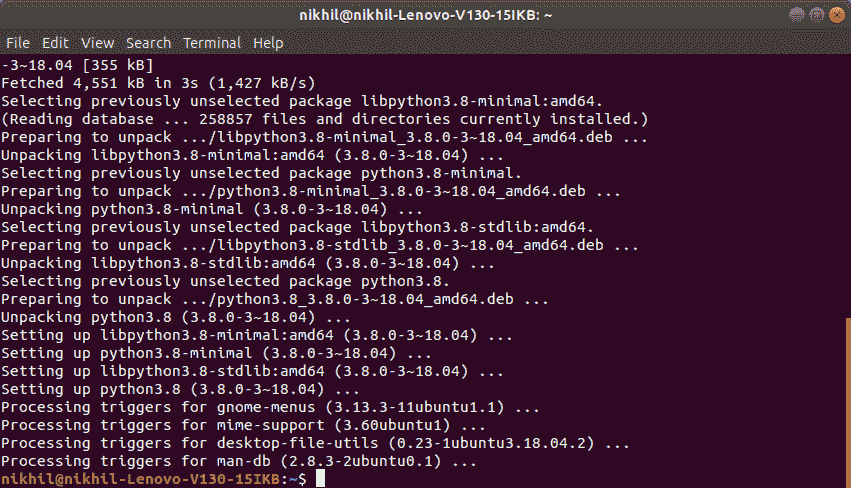 nikhil@nikhil-Lenovo-V130-15IKB: ~
File Edit View Search Terminal Help
-3~18.04 [355 kB]
Fetched 4,551 kB in 3s (1,427 kB/s)
Selecting previously unselected package libpython3.8-minimal:amd64.
(Reading database ... 258857 files and directories currently installed.)
Preparing to unpack .../libpython3.8-minimal_3.8.0-3~18.04_amd64.deb ...
Unpacking libpython3.8-minimal:amd64 (3.8.0-3~18.04) ...
Selecting previously unselected package python3.8-minimal.
Preparing to unpack .../python3.8-minimal_3.8.0-3~18.04_amd64.deb ...
Unpacking python3.8-minimal (3.8.0-3~18.04) ...
Selecting previously unselected package libpython3.8-stdlib:amd64.
Preparing to unpack .../libpython3.8-stdlib_3.8.0-3~18.04_amd64.deb ...
Unpacking libpython3.8-stdlib:amd64 (3.8.0-3~18.04) ...
Selecting previously unselected package python3.8.
Preparing to unpack .../python3.8_3.8.0-3~18.04_amd64.deb ...
Unpacking python3.8 (3.8.0-3~18.04) ...
Setting up libpython3.8-minimal:amd64 (3.8.0-3~18.04) ...
Setting up python3.8-minimal (3.8.0-3~18.04) ...
Setting up libpython3.8-stdlib:amd64 (3.8.0-3~18.04) ...
Setting up python3.8 (3.8.0-3~18.04) ...
Processing triggers for gnome-menus (3.13.3-11ubuntu1.1) ...
Processing triggers for mime-support (3.60ubuntu1) ...
Processing triggers for desktop-file-utils (0.23-1ubuntu3.18.04.2) ...
Processing triggers for man-db (2.8.3-2ubuntu0.1) ...
nikhil@nikhil-Lenovo-V130-15IKB:~$